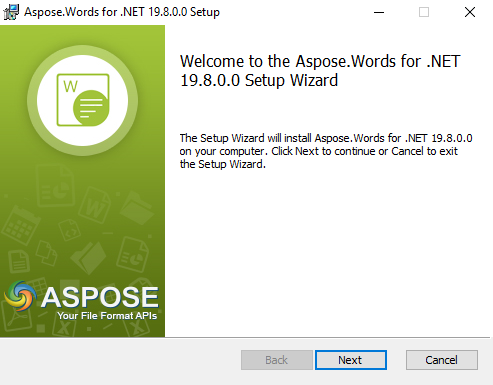 Aspose.Words for .NET 19.8.0.0 Setup
W
Welcome to the Aspose.Words for .NET
19.8.0.0 Setup Wizard
The Setup Wizard will install Aspose.Words for .NET 19.8.0.0
on your computer. Click Next to continue or Cancel to exit
the Setup Wizard.
ASPOSE
Your File Format APIs
Back
Next
Cancel